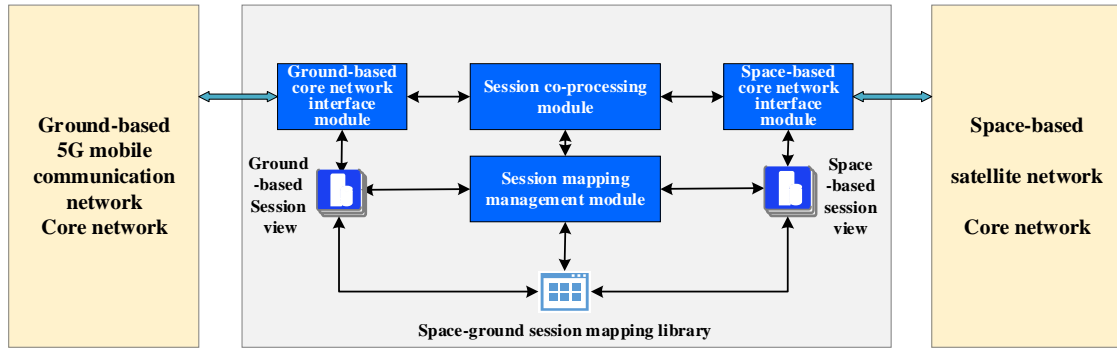 Ground-based
5G mobile
communication
network
Core network
Ground-based
core network
interface
module
Session co-processing
module
Space-based
core network
interface
module
Ground
-based
Session
view
Session mapping
management module
Space
-based
session
view
Space-ground session mapping library
Space-based
satellite network
Core network